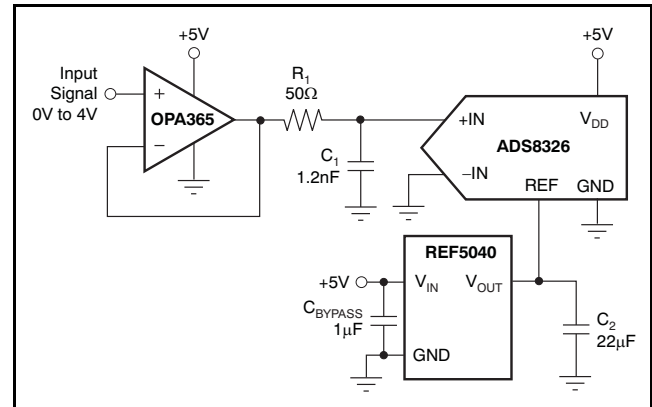 +5V
Input
Signal
0V to 4V
+
−
OPA365
R1
50Ω
C1
1.2nF
+5V
+IN
VDD
ADS8326
−IN
REF
GND
REF5040
+5V
VIN
VOUT
CBYPASS
1µF
GND
C2
22µF